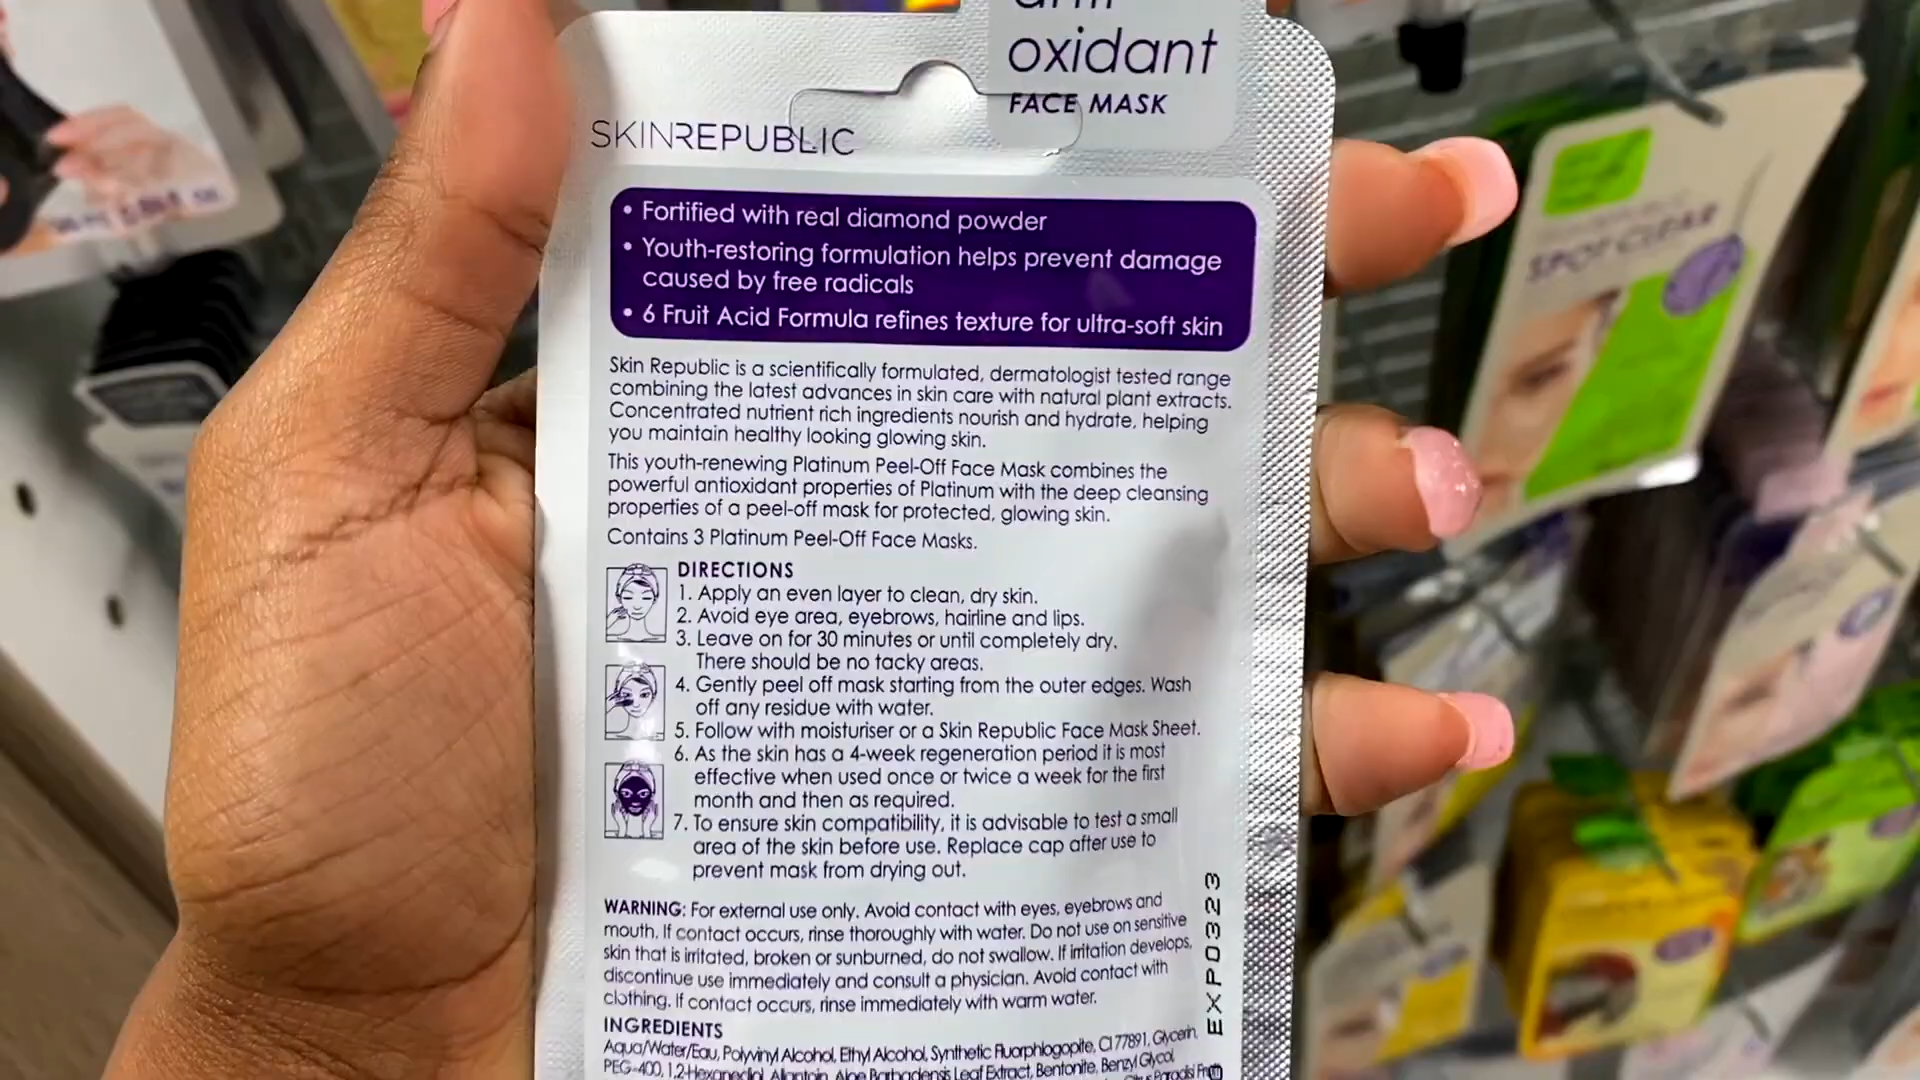 oxidant
FACE MASK
SKINREPUBLIC
• Fortified with real diamond powder
• Youth-restoring formulation helps prevent damage
caused by free radicals
• 6 Fruit Acid Formula refines texture for ultra-soft skin
Skin Republic is a scientifically formulated, dermatologist tested range
combining the latest advances in skin care with natural plant extracts.
Concentrated nutrient rich ingredients nourish and hydrate, helping
you maintain healthy looking glowing skin.
This youth-renewing Platinum Peel-Off Face Mask combines the
powerful antioxidant properties of Platinum with the deep cleansing
properties of a peel-off mask for protected, glowing skin.
Contains 3 Platinum Peel-Off Face Masks.
DIRECTIONS
1. Apply an even layer to clean, dry skin.
2. Avoid eye area, eyebrows, hairline and lips.
3. Leave on for 30 minutes or until completely dry.
There should be no tacky areas.
4. Gently peel off mask starting from the outer edges. Wash
off any residue with water.
5. Follow with moisturiser or a Skin Republic Face Mask Sheet.
6. As the skin has a 4-week regeneration period it is most
effective when used once or twice a week for the first
month and then as required.
7. To ensure skin compatibility, it is advisable to test a small
area of the skin before use. Replace cap after use to
prevent mask from drying out.
WARNING: For external use only. Avoid contact with eyes, eyebrows and
mouth. If contact occurs, rinse thoroughly with water. Do not use on sensitive
skin that is irritated, broken or sunburned, do not swallow. If irritation develops,
discontinue use immediately and consult a physician. Avoid contact with
clothing. If contact occurs, rinse immediately with warm water.
INGREDIENTS
Aqua/Water/Eau, Polyvinyl Alcohol, Ethyl Alcohol, Synthetic Fluorphlogopite, CI 77891, Glycerin,
PEG-400, 1,2-Hexanediol, Allantoin, Aloe Barbadensis Leaf Extract, Bentonite, Benzyl Glycol,
EXP0323
SPOT CLEAR